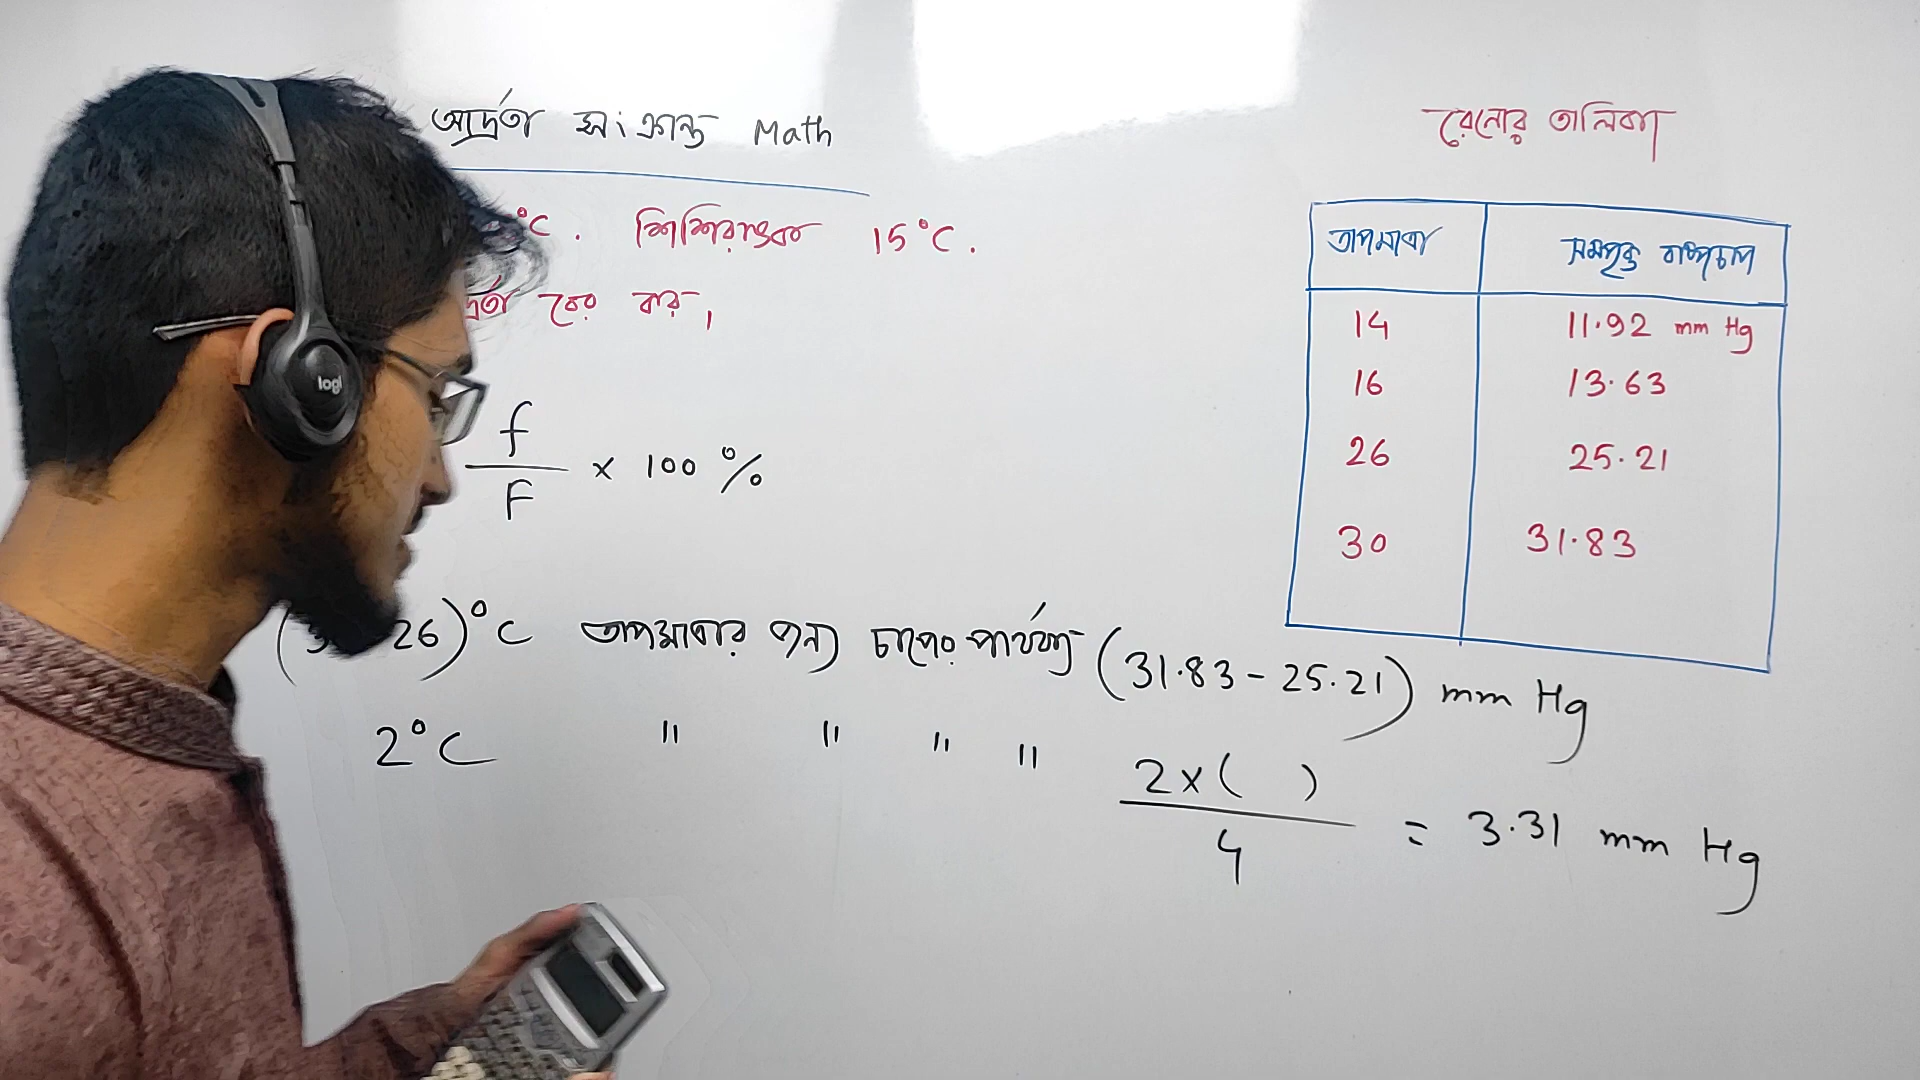 আর্দ্রতা সংক্রান্ত Math
°C. শিশিরাঙ্ক 15°C.
র্দ্রতা বের কর,
f
F × 100 %
রেনোর তালিকা
তাপমাত্রা সম্পৃক্ত বাষ্পচাপ
14 11.92 mm Hg
16 13.63
26 25.21
30 31.83
26)°C তাপমাত্রার জন্য চাপের পার্থক্য (31.83 - 25.21) mm Hg
2°C " " " " 2×( )
4 = 3.31 mm Hg
logi